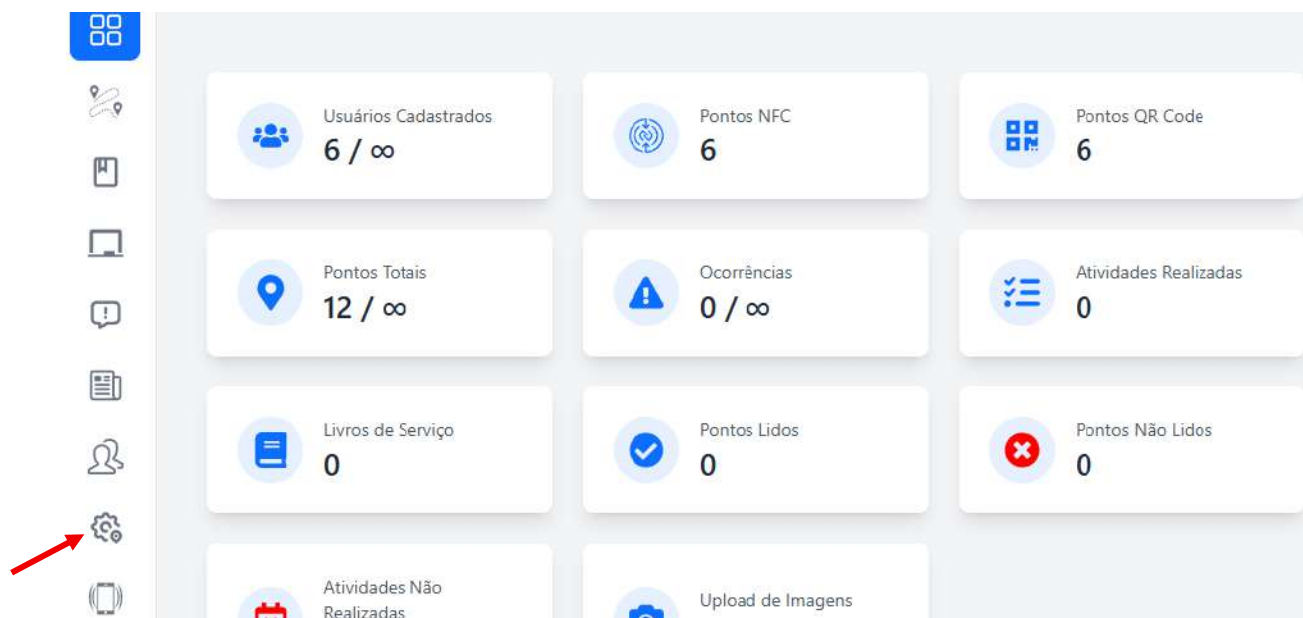 Usuários Cadastrados
6 / ∞
Pontos NFC
6
Pontos QR Code
6
Pontos Totais
12 / ∞
Ocorrências
0 / ∞
Atividades Realizadas
0
Livros de Serviço
0
Pontos Lidos
0
Pontos Não Lidos
0
Atividades Não
Realizadas
Upload de Imagens